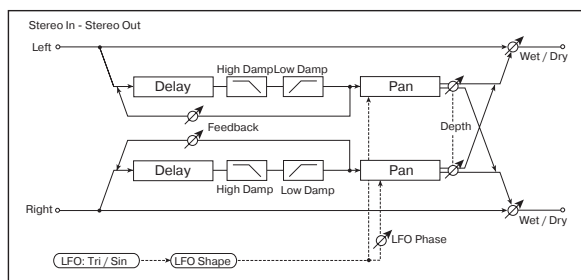 Stereo In - Stereo Out
Left
Wet / Dry
High Damp Low Damp
Delay
Pan
Feedback
Depth
Delay
Pan
High Damp Low Damp
Right
Wet / Dry
LFO Phase
LFO: Tri / Sin
LFO Shape